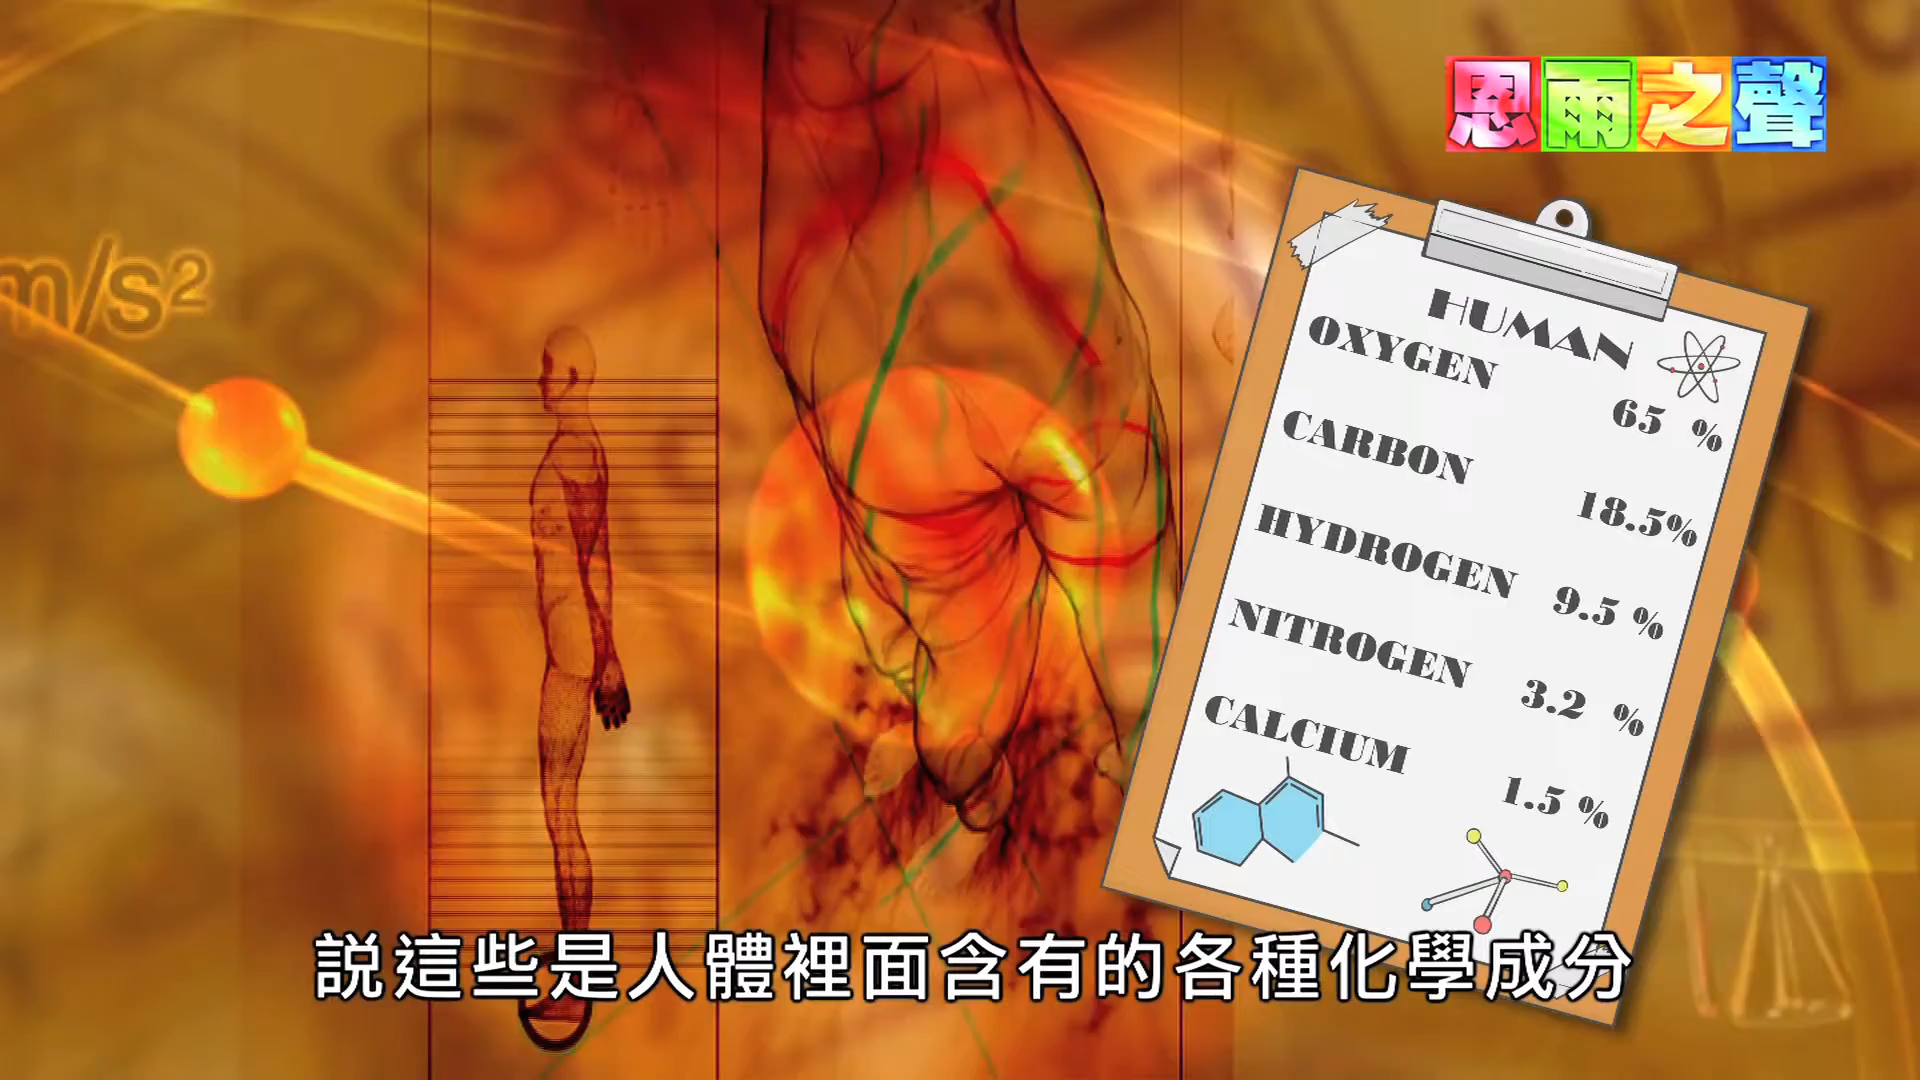 恩雨之聲
m/s²
HUMAN
OXYGEN 65 %
CARBON 18.5%
HYDROGEN 9.5 %
NITROGEN 3.2 %
CALCIUM 1.5 %
說這些是人體裡面含有的各種化學成分